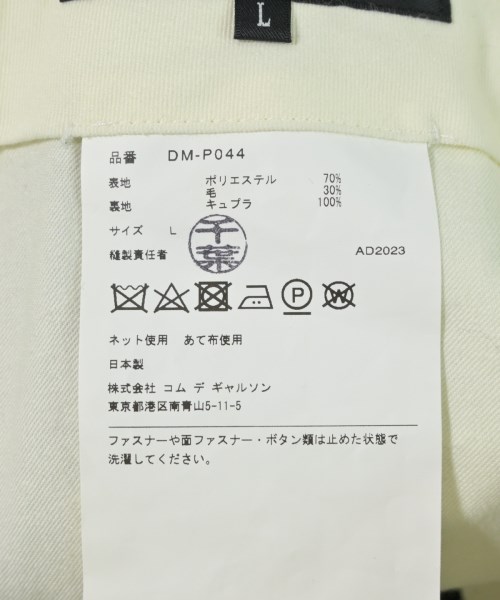 L
品番 DM-P044
表地 ポリエステル 70%
毛 30%
裏地 キュプラ 100%
サイズ L
千葉
縫製責任者 AD2023
P
W
ネット使用 あて布使用
日本製
株式会社 コム デ ギャルソン
東京都港区南青山5-11-5
ファスナーや面ファスナー・ボタン類は止めた状態で
洗濯してください。